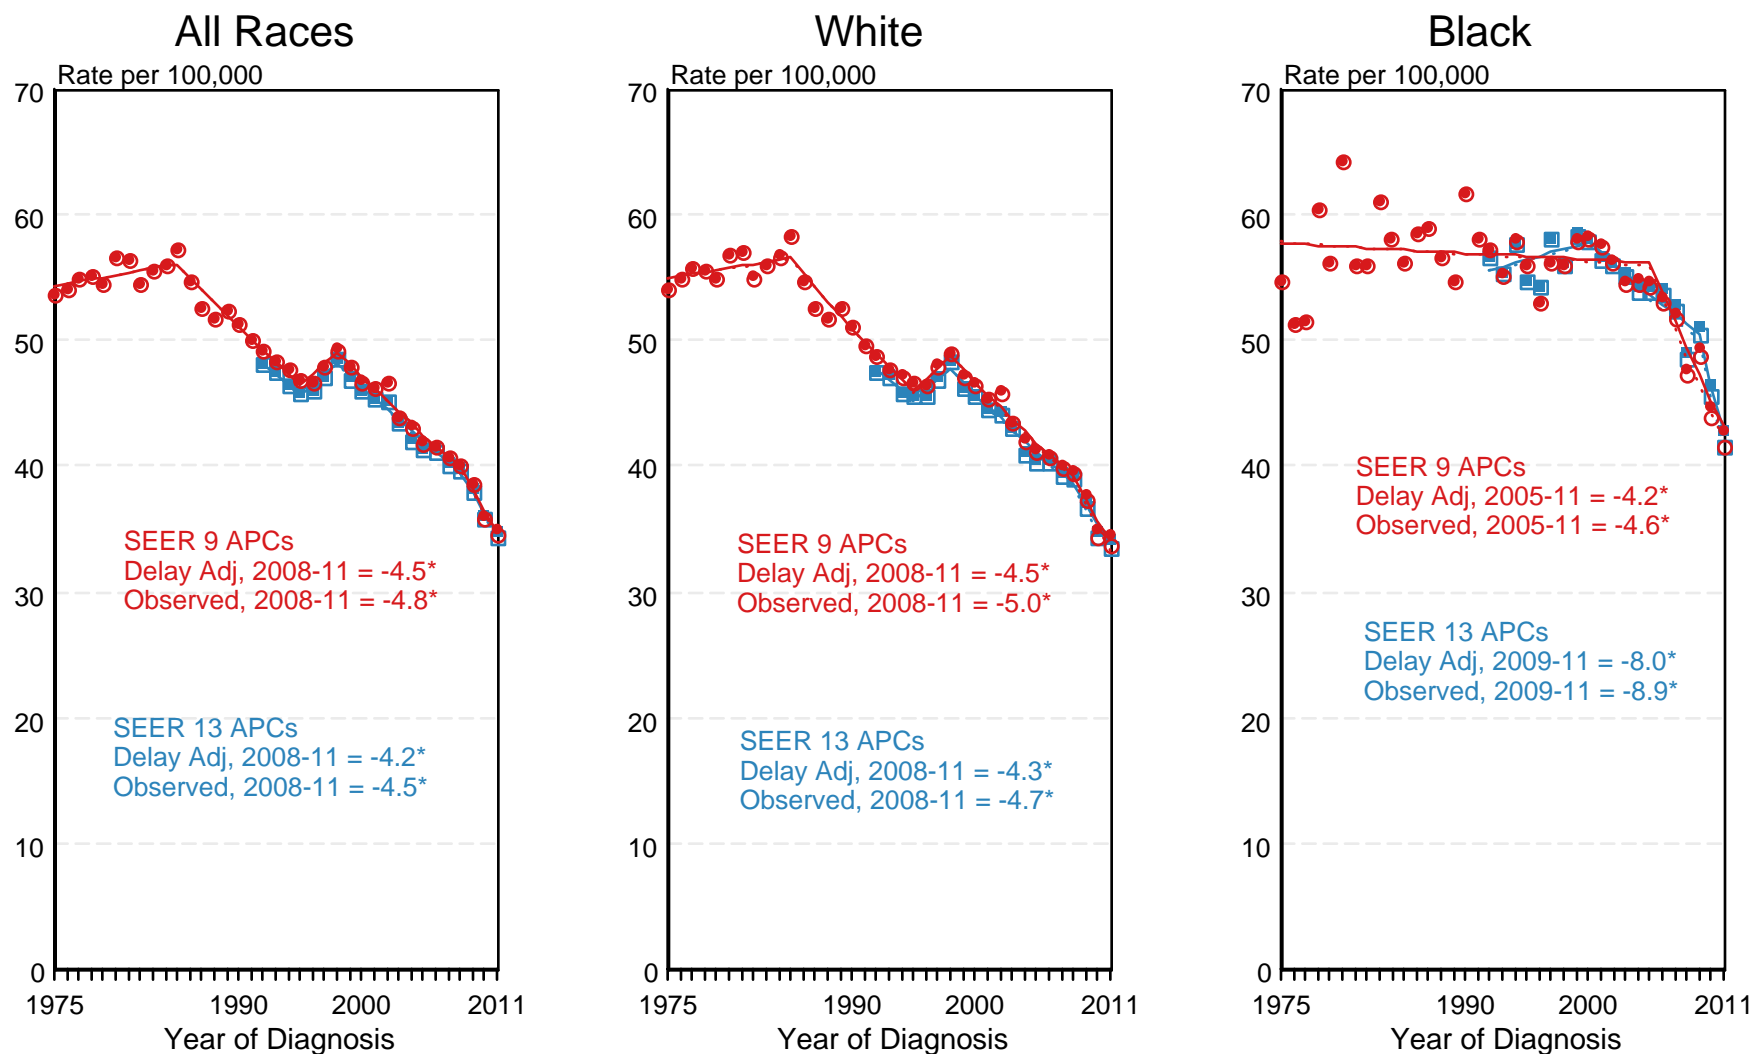 All Races
Rate per 100,000
70
60
50
40
30
20
10
0
SEER 9 APCs
Delay Adj, 2008-11 = -4.5*
Observed, 2008-11 = -4.8*
SEER 13 APCs
Delay Adj, 2008-11 = -4.2*
Observed, 2008-11 = -4.5*
1975 1990 2000 2011
Year of Diagnosis
White
Rate per 100,000
70
60
50
40
30
20
10
0
SEER 9 APCs
Delay Adj, 2008-11 = -4.5*
Observed, 2008-11 = -5.0*
SEER 13 APCs
Delay Adj, 2008-11 = -4.3*
Observed, 2008-11 = -4.7*
1975 1990 2000 2011
Year of Diagnosis
Black
Rate per 100,000
70
60
50
40
30
20
10
0
SEER 9 APCs
Delay Adj, 2005-11 = -4.2*
Observed, 2005-11 = -4.6*
SEER 13 APCs
Delay Adj, 2009-11 = -8.0*
Observed, 2009-11 = -8.9*
1975 1990 2000 2011
Year of Diagnosis